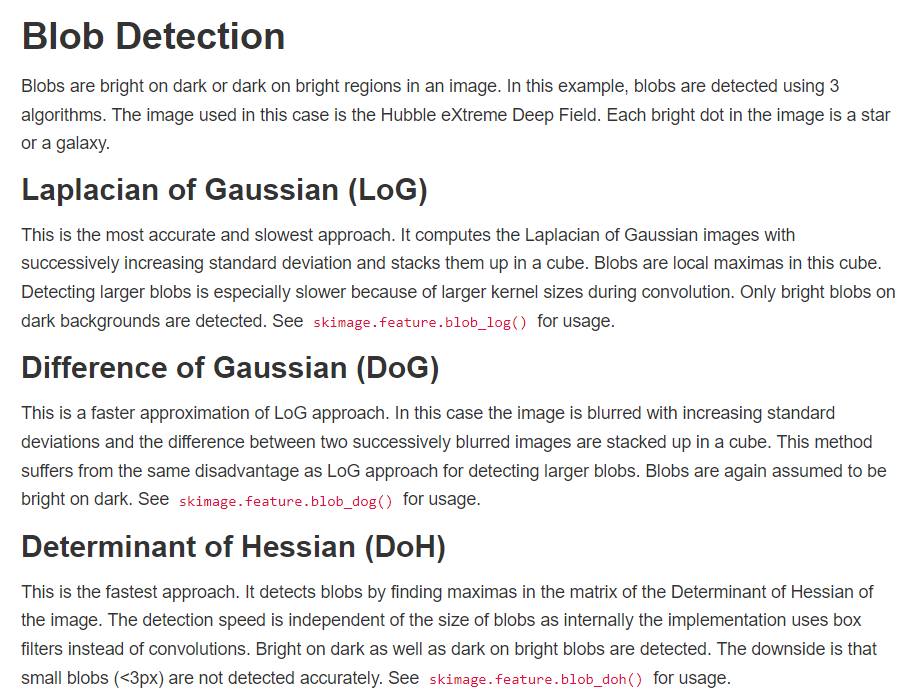 Blob Detection
Blobs are bright on dark or dark on bright regions in an image. In this example, blobs are detected using 3
algorithms. The image used in this case is the Hubble eXtreme Deep Field. Each bright dot in the image is a star
or a galaxy.
Laplacian of Gaussian (LoG)
This is the most accurate and slowest approach. It computes the Laplacian of Gaussian images with
successively increasing standard deviation and stacks them up in a cube. Blobs are local maximas in this cube.
Detecting larger blobs is especially slower because of larger kernel sizes during convolution. Only bright blobs on
dark backgrounds are detected. See skimage.feature.blob_log() for usage.
Difference of Gaussian (DoG)
This is a faster approximation of LoG approach. In this case the image is blurred with increasing standard
deviations and the difference between two successively blurred images are stacked up in a cube. This method
suffers from the same disadvantage as LoG approach for detecting larger blobs. Blobs are again assumed to be
bright on dark. See skimage.feature.blob_dog() for usage.
Determinant of Hessian (DoH)
This is the fastest approach. It detects blobs by finding maximas in the matrix of the Determinant of Hessian of
the image. The detection speed is independent of the size of blobs as internally the implementation uses box
filters instead of convolutions. Bright on dark as well as dark on bright blobs are detected. The downside is that
small blobs (<3px) are not detected accurately. See skimage.feature.blob_doh() for usage.